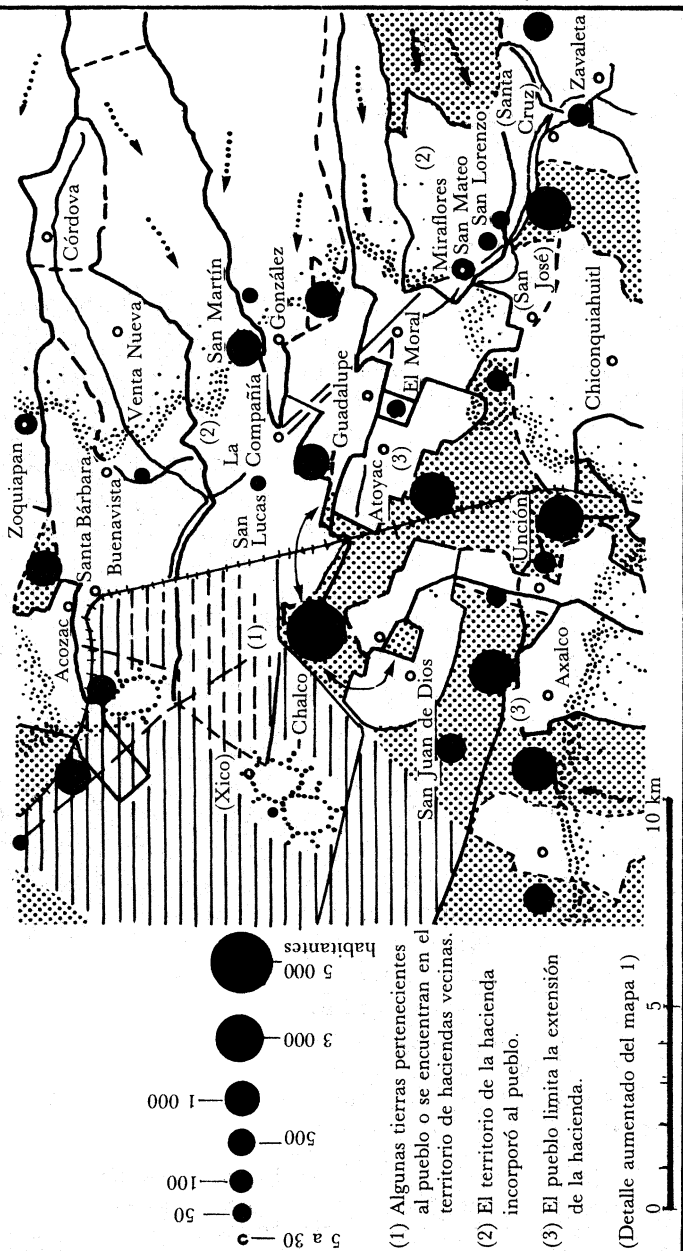 Zoquiapan
Córdova
Santa Bárbara
Acozac
Buenavista
Venta Nueva
(2)
San Martín
González
La
Compañía
San
Lucas
(1)
(Xico)
Chalco
Guadalupe
Atoyac
(3)
El Moral
Miraflores
San Mateo
San Lorenzo
(2)
(Santa
Cruz)
Zavaleta
(San
José)
Chiconquiahuitl
Unción
San Juan de Dios
(3)
Axalco
5 a 30
50
100
500
1 000
3 000
5 000
habitantes
(1) Algunas tierras pertenecientes
al pueblo o se encuentran en el
territorio de haciendas vecinas.
(2) El territorio de la hacienda
incorporó al pueblo.
(3) El pueblo limita la extensión
de la hacienda.
(Detalle aumentado del mapa 1)
0 5 10 km